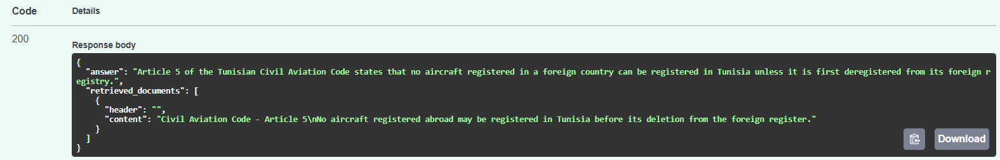 Code Details
200
Response body
{
  "answer": "Article 5 of the Tunisian Civil Aviation Code states that no aircraft registered in a foreign country can be registered in Tunisia unless it is first deregistered from its foreign r
egistry.",
  "retrieved_documents": [
    {
      "header": "",
      "content": "Civil Aviation Code - Article 5\nNo aircraft registered abroad may be registered in Tunisia before its deletion from the foreign register."
    }
  ]
}
Download